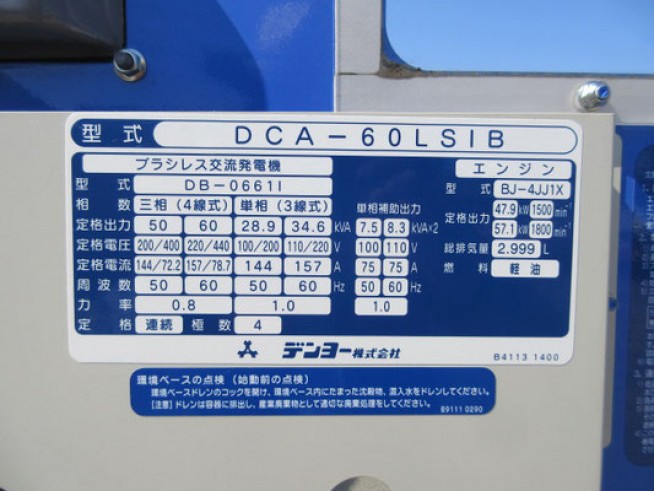 型式 DCA-60LSIB
ブラシレス交流発電機 エンジン
型式 DB-0661I 型式 BJ-4JJ1X
相数 三相(4線式) 単相(3線式) 単相補助出力
定格出力 50 60 28.9 34.6 kVA 7.5 8.3 kVA×2 定格出力 47.9 kW 1500 min⁻¹
57.1 kW 1800 min⁻¹
定格電圧 200/400 220/440 100/200 110/220 V 100 110 V 総排気量 2.999 L
定格電流 144/72.2 157/78.7 144 157 A 75 75 A 燃料 軽油
周波数 50 60 50 60 Hz 50 60 Hz
力率 0.8 1.0 1.0
定格 連続 極数 4
デンヨー株式会社 B4113 1400
環境ベースの点検(始動前の点検)
環境ベースドレンのコックを開け、環境ベース内にたまった沈殿物、混入水をドレンしてください。
[注意]ドレンは容器に排出し、産業廃棄物として適切な廃棄処理をしてください。
B9111 0290